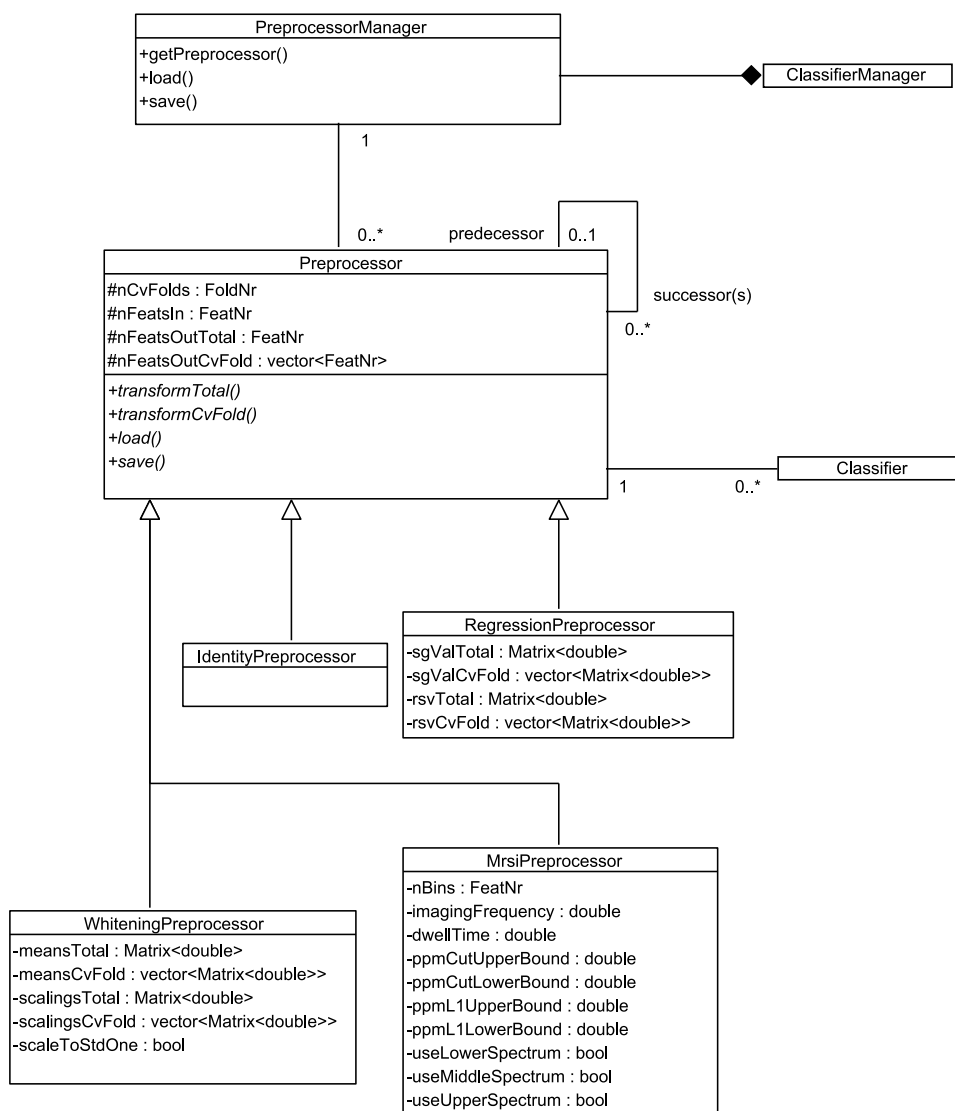 PreprocessorManager
+getPreprocessor()
+load()
+save()
ClassifierManager
1
0..*
predecessor
0..1
successor(s)
0..*
Preprocessor
#nCvFolds : FoldNr
#nFeatsIn : FeatNr
#nFeatsOutTotal : FeatNr
#nFeatsOutCvFold : vector<FeatNr>
+transformTotal()
+transformCvFold()
+load()
+save()
1
0..*
Classifier
IdentityPreprocessor
RegressionPreprocessor
-sgValTotal : Matrix<double>
-sgValCvFold : vector<Matrix<double>>
-rsvTotal : Matrix<double>
-rsvCvFold : vector<Matrix<double>>
WhiteningPreprocessor
-meansTotal : Matrix<double>
-meansCvFold : vector<Matrix<double>>
-scalingsTotal : Matrix<double>
-scalingsCvFold : vector<Matrix<double>>
-scaleToStdOne : bool
MrsiPreprocessor
-nBins : FeatNr
-imagingFrequency : double
-dwellTime : double
-ppmCutUpperBound : double
-ppmCutLowerBound : double
-ppmL1UpperBound : double
-ppmL1LowerBound : double
-useLowerSpectrum : bool
-useMiddleSpectrum : bool
-useUpperSpectrum : bool